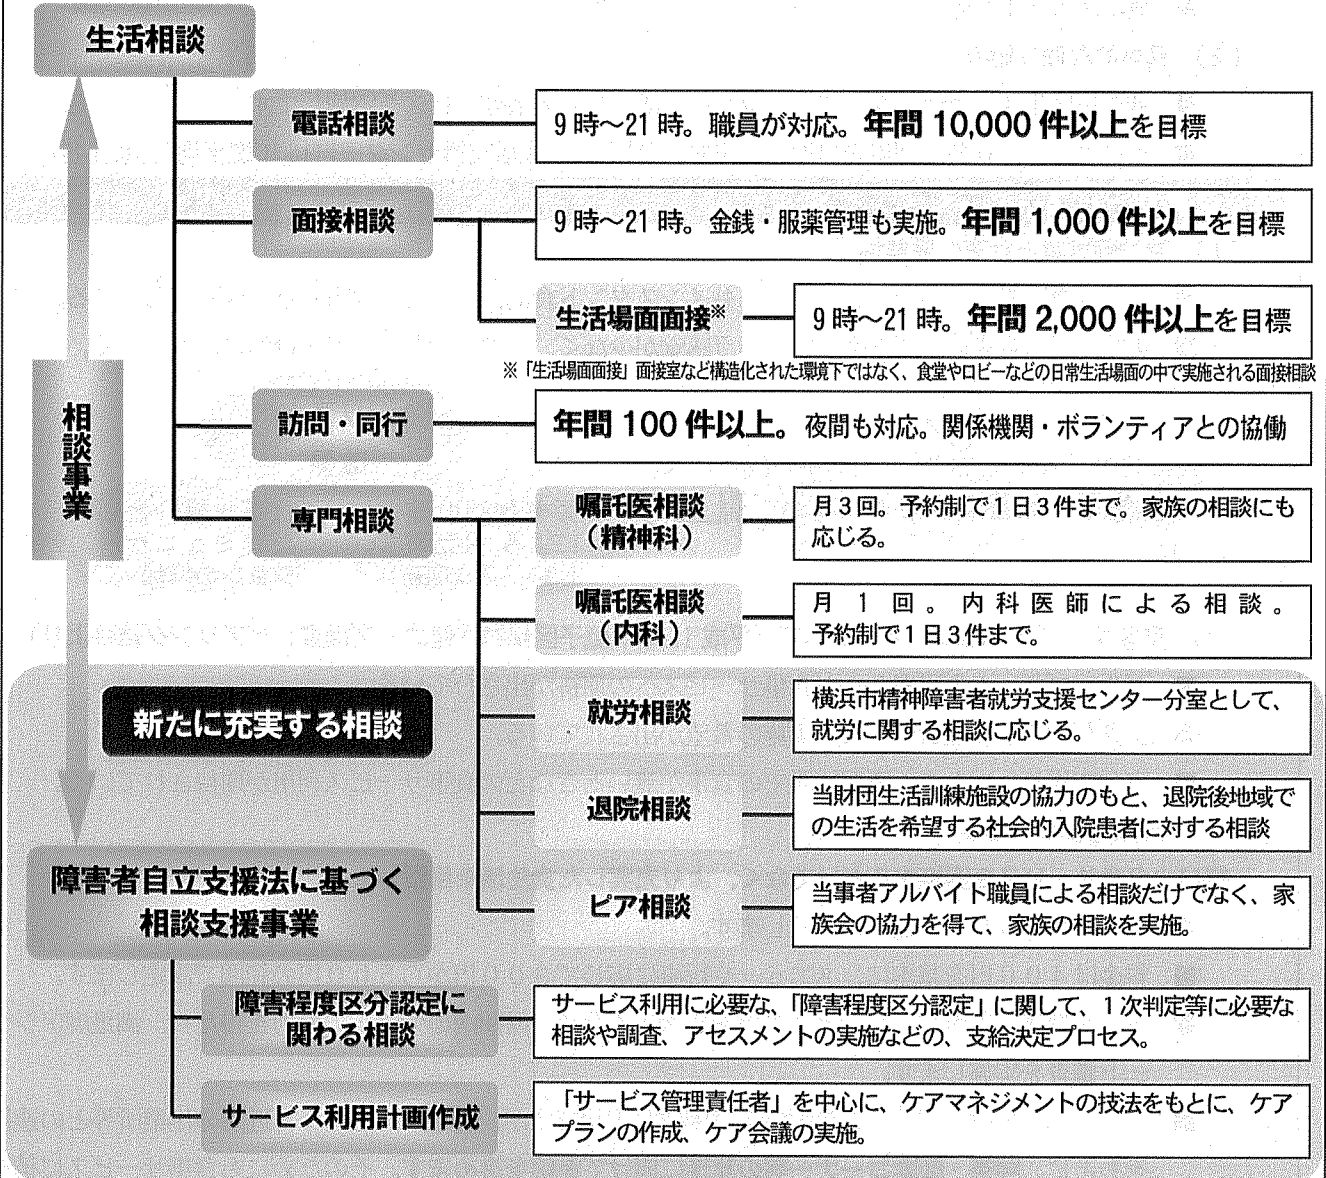 生活相談
電話相談
9時～21時。職員が対応。年間 10,000 件以上を目標
面接相談
9時～21時。金銭・服薬管理も実施。年間 1,000 件以上を目標
生活場面面接※
9時～21時。年間 2,000 件以上を目標
※「生活場面面接」面接室など構造化された環境下ではなく、食堂やロビーなどの日常生活場面の中で実施される面接相談
相談事業
訪問・同行
年間 100 件以上。夜間も対応。関係機関・ボランティアとの協働
専門相談
嘱託医相談
（精神科）
月3回。予約制で1日3件まで。家族の相談にも
応じる。
嘱託医相談
（内科）
月1回。内科医師による相談。
予約制で1日3件まで。
新たに充実する相談
就労相談
横浜市精神障害者就労支援センター分室として、
就労に関する相談に応じる。
退院相談
当財団生活訓練施設の協力のもと、退院後地域で
の生活を希望する社会的入院患者に対する相談
ピア相談
当事者アルバイト職員による相談だけでなく、家
族会の協力を得て、家族の相談を実施。
障害者自立支援法に基づく
相談支援事業
障害程度区分認定に
関わる相談
サービス利用に必要な、「障害程度区分認定」に関して、1次判定等に必要な
相談や調査、アセスメントの実施などの、支給決定プロセス。
サービス利用計画作成
「サービス管理責任者」を中心に、ケアマネジメントの技法をもとに、ケア
プランの作成、ケア会議の実施。